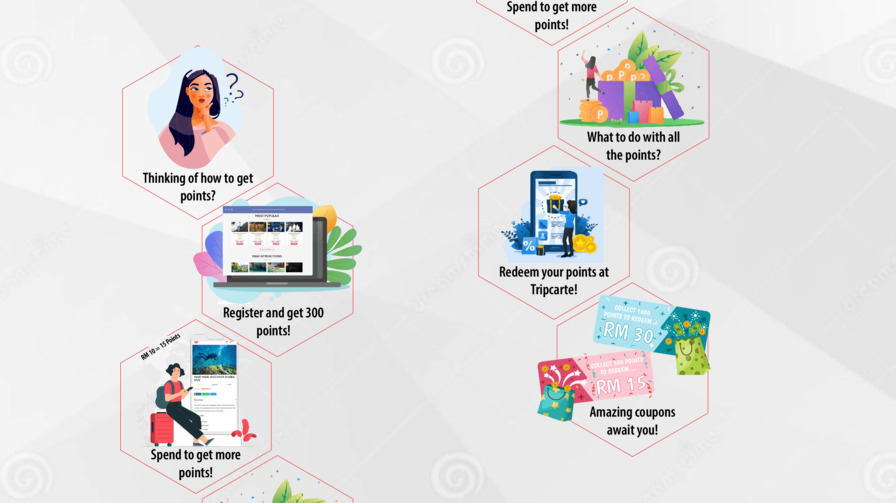 Thinking of how to get
points?
MOST POPULAR
Register and get 300
points!
RM 10 = 15 Points
Spend to get more
points!
Spend to get more
points!
What to do with all
the points?
Redeem your points at
Tripcarte!
COLLECT 1000
POINTS TO REDEEM...
RM 30
COLLECT 500 POINTS
TO REDEEM...
RM 15
Amazing coupons
await you!